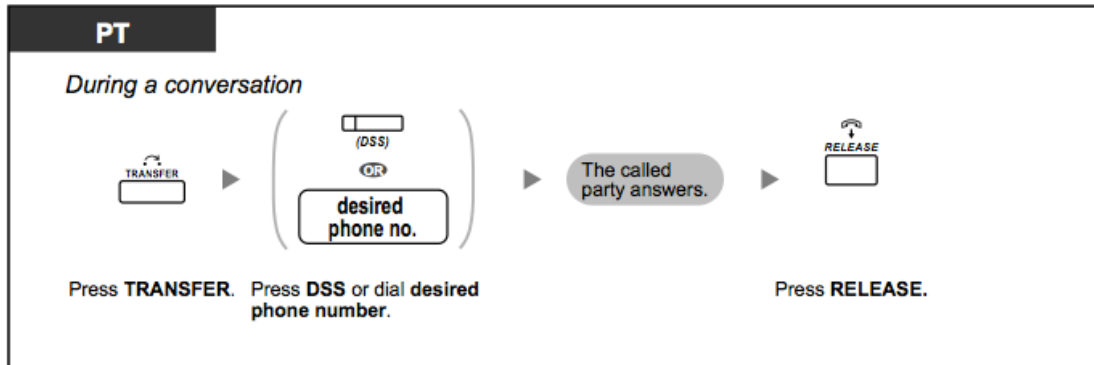 PT
During a conversation
TRANSFER
(DSS)
OR
desired
phone no.
The called
party answers.
RELEASE
Press TRANSFER.
Press DSS or dial desired
phone number.
Press RELEASE.